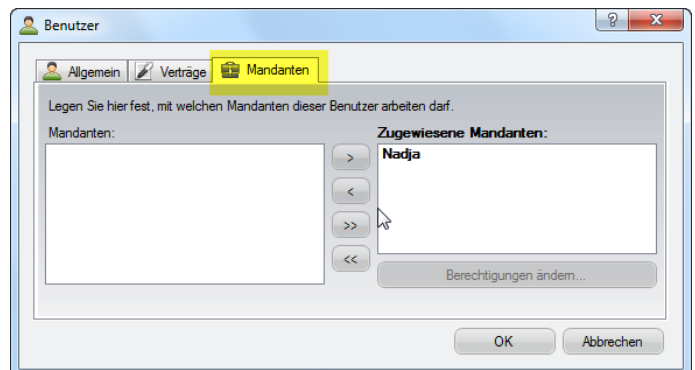 Benutzer
?
Allgemein Verträge Mandanten
Legen Sie hier fest, mit welchen Mandanten dieser Benutzer arbeiten darf.
Mandanten: Zugewiesene Mandanten:
Nadja
>
<
>>
<<
Berechtigungen ändern...
OK Abbrechen